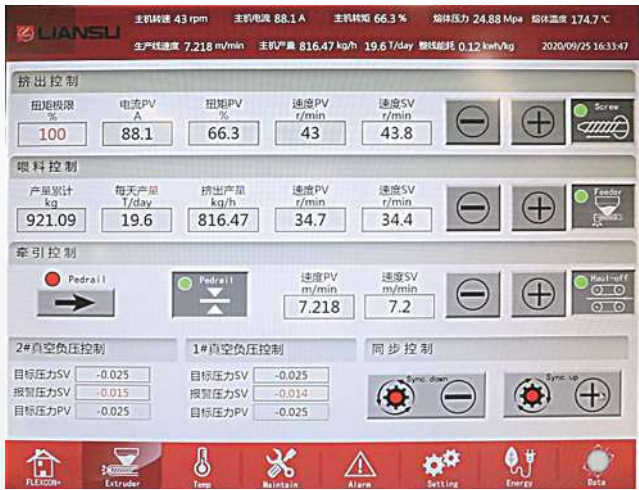 LIANSU
主机转速 43 rpm 主机电流 88.1 A 主机转矩 66.3 % 熔体压力 24.88 Mpa 熔体温度 174.7 ℃
生产线速度 7.218 m/min 主机产量 816.47 kg/h 19.6 T/day 整线能耗 0.12 kwh/kg 2020/09/25 16:33:47
挤出控制
扭矩极限 电流PV 扭矩PV 速度PV 速度SV
% A % r/min r/min Screw
100 88.1 66.3 43 43.8
喂料控制
产量累计 每天产量 挤出产量 速度PV 速度SV
kg T/day kg/h r/min r/min Feeder
921.09 19.6 816.47 34.7 34.4
牵引控制
Pedrail Pedrail 速度PV 速度SV Haul-off
m/min m/min
7.218 7.2
2#真空负压控制 1#真空负压控制 同步控制
目标压力SV -0.025 目标压力SV -0.025 Sync. down Sync up
报警压力SV -0.015 报警压力SV -0.014
目标压力PV -0.025 目标压力PV -0.025
FLEXCON+ Extruder Temp Maintain Alarm Setting Energy Data